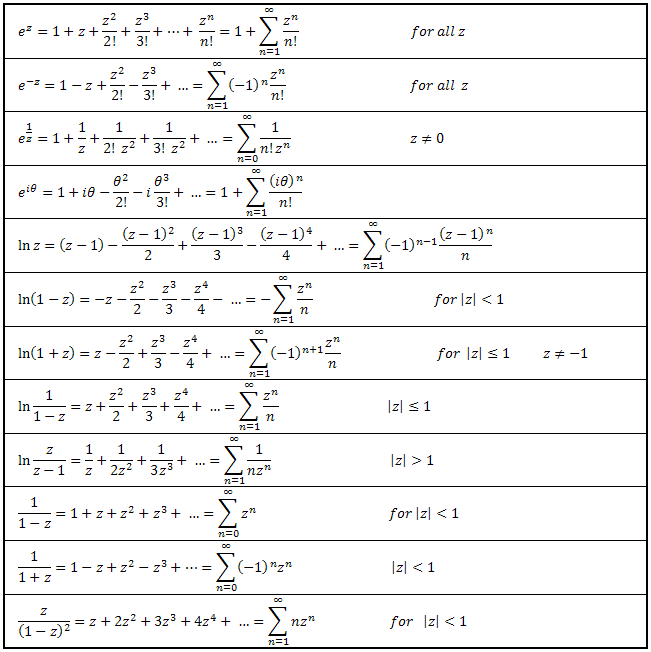 e^z = 1 + z + z^2/2! + z^3/3! + ⋯ + z^n/n! = 1 + ∑_{n=1}^{∞} z^n/n! for all z
e^{−z} = 1 − z + z^2/2! − z^3/3! + … = ∑_{n=1}^{∞} (−1)^n z^n/n! for all z
e^{1/z} = 1 + 1/z + 1/(2! z^2) + 1/(3! z^2) + … = ∑_{n=0}^{∞} 1/(n! z^n) z ≠ 0
e^{iθ} = 1 + iθ − θ^2/2! − i θ^3/3! + … = 1 + ∑_{n=1}^{∞} (iθ)^n/n!
ln z = (z − 1) − (z − 1)^2/2 + (z − 1)^3/3 − (z − 1)^4/4 + … = ∑_{n=1}^{∞} (−1)^{n−1} (z − 1)^n/n
ln(1 − z) = −z − z^2/2 − z^3/3 − z^4/4 − … = −∑_{n=1}^{∞} z^n/n for |z| < 1
ln(1 + z) = z − z^2/2 + z^3/3 − z^4/4 + … = ∑_{n=1}^{∞} (−1)^{n+1} z^n/n for |z| ≤ 1 z ≠ −1
ln 1/(1 − z) = z + z^2/2 + z^3/3 + z^4/4 + … = ∑_{n=1}^{∞} z^n/n |z| ≤ 1
ln z/(z − 1) = 1/z + 1/(2z^2) + 1/(3z^3) + … = ∑_{n=1}^{∞} 1/(nz^n) |z| > 1
1/(1 − z) = 1 + z + z^2 + z^3 + … = ∑_{n=0}^{∞} z^n for |z| < 1
1/(1 + z) = 1 − z + z^2 − z^3 + ⋯ = ∑_{n=0}^{∞} (−1)^n z^n |z| < 1
z/(1 − z)^2 = z + 2z^2 + 3z^3 + 4z^4 + … = ∑_{n=1}^{∞} nz^n for |z| < 1